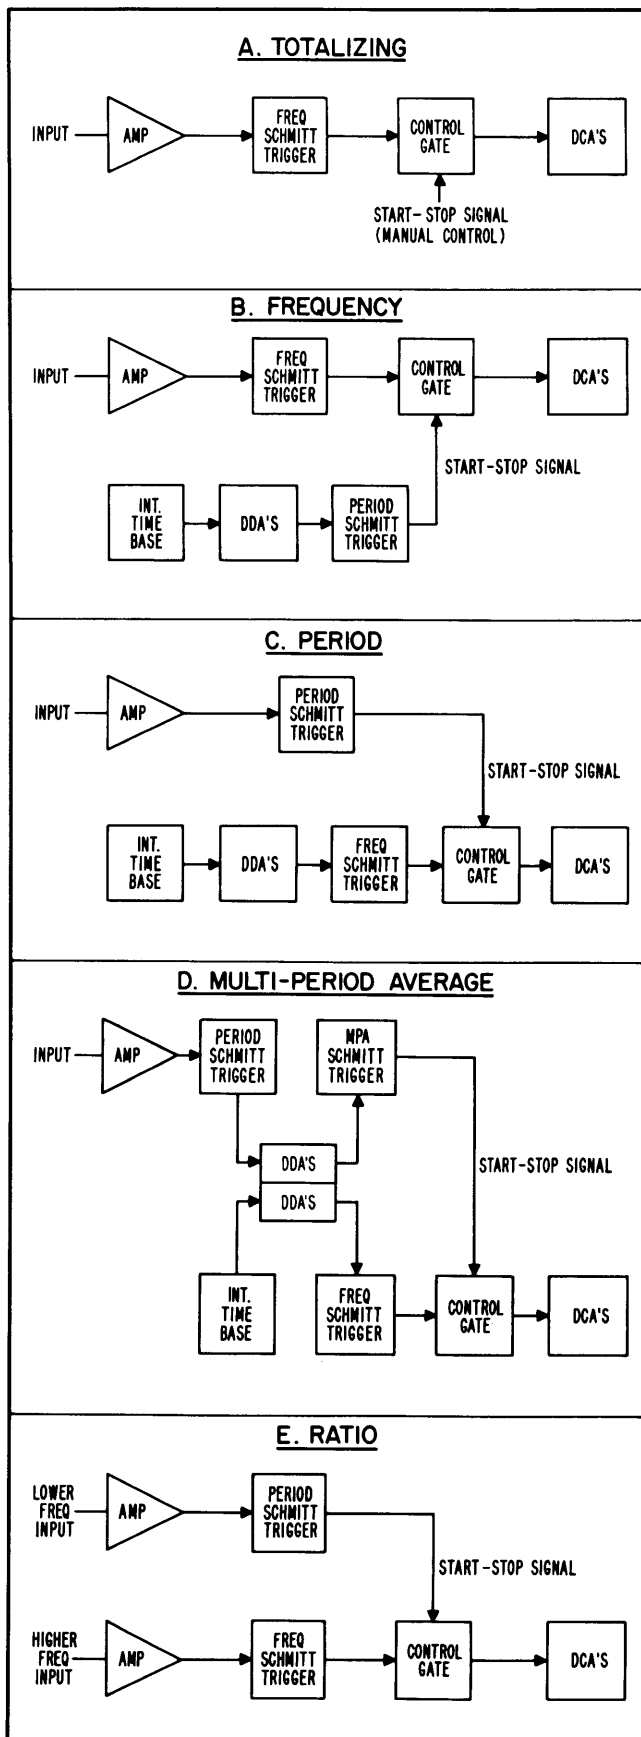 A. TOTALIZING
INPUT
AMP
FREQ
SCHMITT
TRIGGER
CONTROL
GATE
DCA'S
START-STOP SIGNAL
(MANUAL CONTROL)
B. FREQUENCY
INPUT
AMP
FREQ
SCHMITT
TRIGGER
CONTROL
GATE
DCA'S
START-STOP SIGNAL
INT.
TIME
BASE
DDA'S
PERIOD
SCHMITT
TRIGGER
C. PERIOD
INPUT
AMP
PERIOD
SCHMITT
TRIGGER
START-STOP SIGNAL
INT.
TIME
BASE
DDA'S
FREQ
SCHMITT
TRIGGER
CONTROL
GATE
DCA'S
D. MULTI-PERIOD AVERAGE
INPUT
AMP
PERIOD
SCHMITT
TRIGGER
MPA
SCHMITT
TRIGGER
DDA'S
DDA'S
START-STOP SIGNAL
INT.
TIME
BASE
FREQ
SCHMITT
TRIGGER
CONTROL
GATE
DCA'S
E. RATIO
LOWER
FREQ
INPUT
AMP
PERIOD
SCHMITT
TRIGGER
START-STOP SIGNAL
HIGHER
FREQ
INPUT
AMP
FREQ
SCHMITT
TRIGGER
CONTROL
GATE
DCA'S